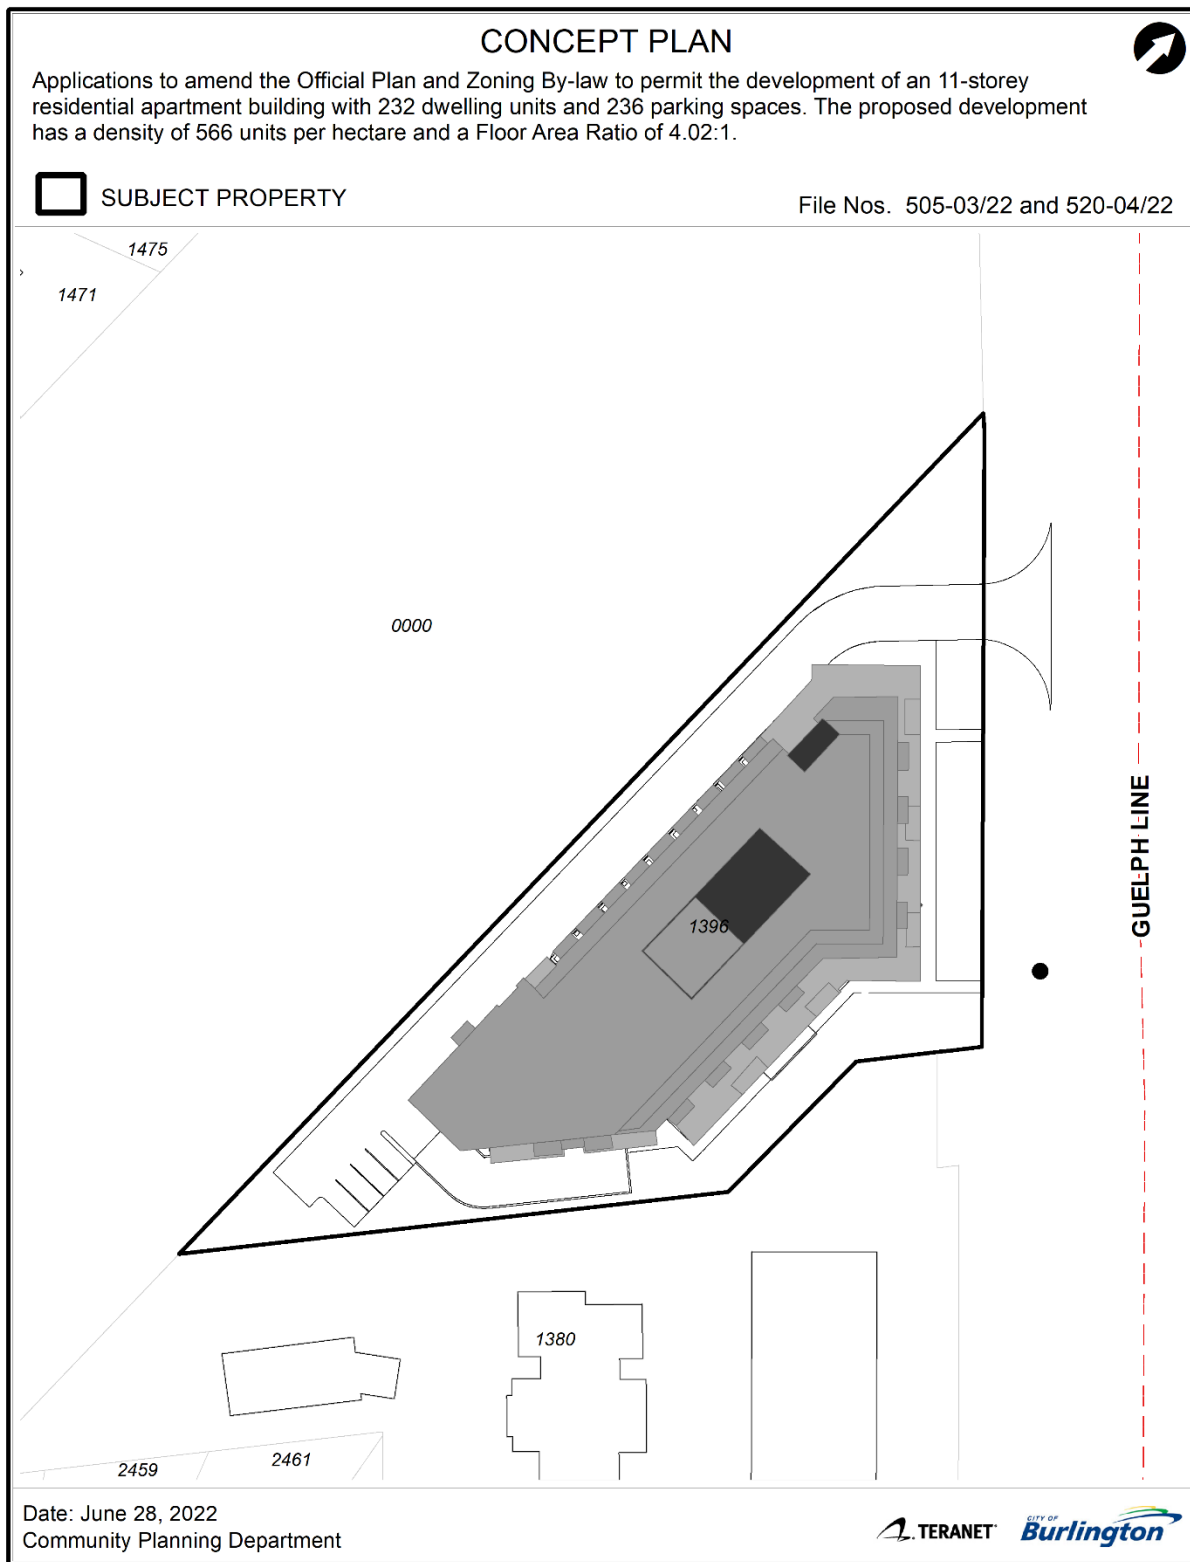 CONCEPT PLAN
Applications to amend the Official Plan and Zoning By-law to permit the development of an 11-storey
residential apartment building with 232 dwelling units and 236 parking spaces. The proposed development
has a density of 566 units per hectare and a Floor Area Ratio of 4.02:1.
SUBJECT PROPERTY
File Nos. 505-03/22 and 520-04/22
1475
1471
0000
GUELPH LINE
1396
1380
2461
2459
Date: June 28, 2022
Community Planning Department
TERANET
CITY OF
Burlington